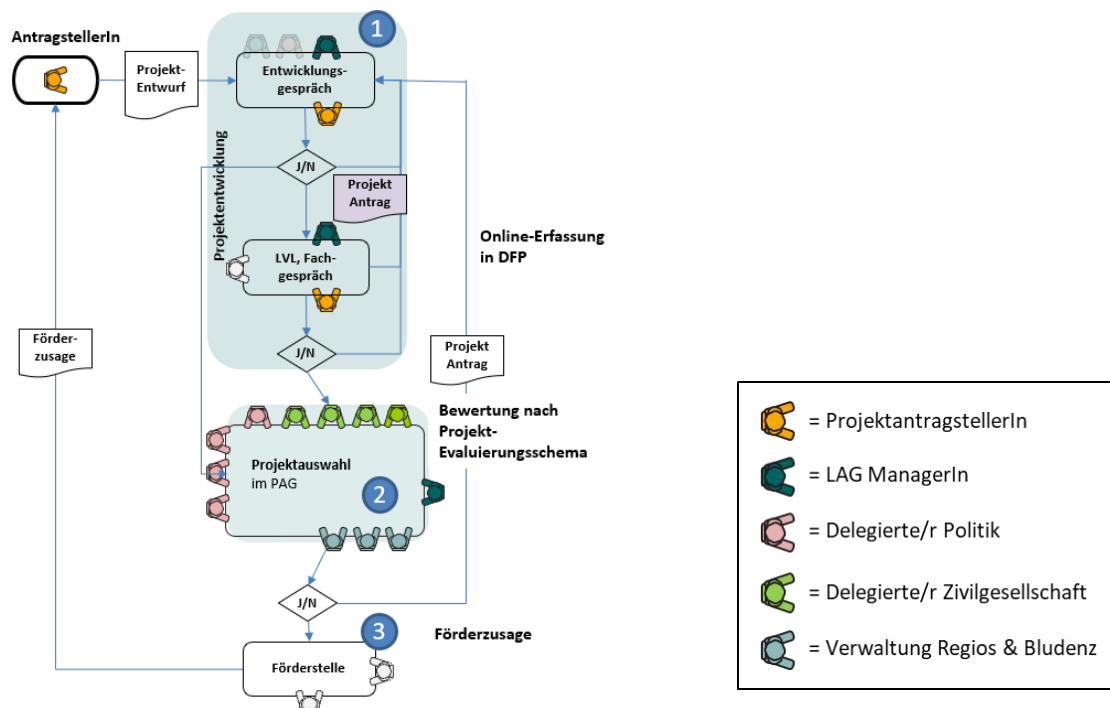 1
AntragstellerIn
Projekt-
Entwurf
Entwicklungs-
gespräch
J/N
Projektentwicklung
Projekt
Antrag
LVL, Fach-
gespräch
Online-Erfassung
in DFP
Förder-
zusage
J/N
Projekt
Antrag
Bewertung nach
Projekt-
Evaluierungsschema
Projektauswahl
im PAG
2
J/N
3
Förderzusage
Förderstelle
= ProjektantragstellerIn
= LAG ManagerIn
= Delegierte/r Politik
= Delegierte/r Zivilgesellschaft
= Verwaltung Regios & Bludenz